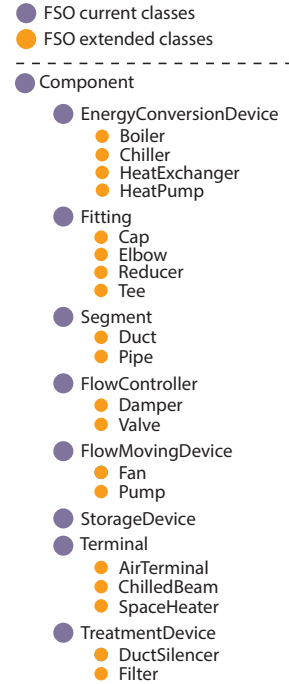 FSO current classes
FSO extended classes
Component
EnergyConversionDevice
Boiler
Chiller
HeatExchanger
HeatPump
Fitting
Cap
Elbow
Reducer
Tee
Segment
Duct
Pipe
FlowController
Damper
Valve
FlowMovingDevice
Fan
Pump
StorageDevice
Terminal
AirTerminal
ChilledBeam
SpaceHeater
TreatmentDevice
DuctSilencer
Filter